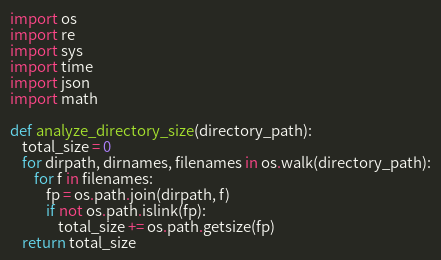 import os
import re
import sys
import time
import json
import math

def analyze_directory_size(directory_path):
    total_size = 0
    for dirpath, dirnames, filenames in os.walk(directory_path):
        for f in filenames:
            fp = os.path.join(dirpath, f)
            if not os.path.islink(fp):
                total_size += os.path.getsize(fp)
    return total_size